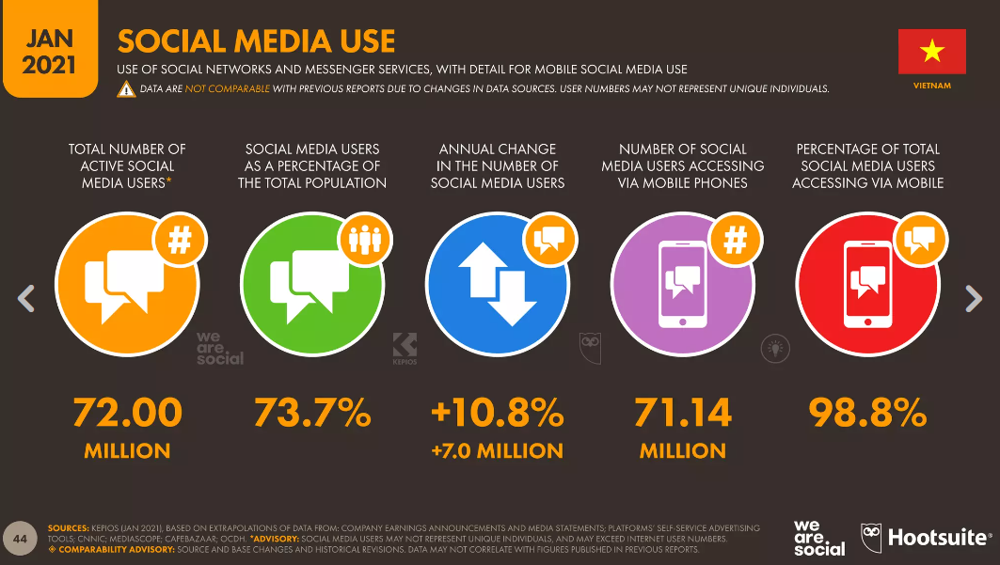 JAN
2021
SOCIAL MEDIA USE
USE OF SOCIAL NETWORKS AND MESSENGER SERVICES, WITH DETAIL FOR MOBILE SOCIAL MEDIA USE
DATA ARE NOT COMPARABLE WITH PREVIOUS REPORTS DUE TO CHANGES IN DATA SOURCES. USER NUMBERS MAY NOT REPRESENT UNIQUE INDIVIDUALS.
VIETNAM
TOTAL NUMBER OF
ACTIVE SOCIAL
MEDIA USERS*
SOCIAL MEDIA USERS
AS A PERCENTAGE OF
THE TOTAL POPULATION
ANNUAL CHANGE
IN THE NUMBER OF
SOCIAL MEDIA USERS
NUMBER OF SOCIAL
MEDIA USERS ACCESSING
VIA MOBILE PHONES
PERCENTAGE OF TOTAL
SOCIAL MEDIA USERS
ACCESSING VIA MOBILE
#
#
we
are
social
KEPIOS
72.00
MILLION
73.7%
+10.8%
+7.0 MILLION
71.14
MILLION
98.8%
44
SOURCES: KEPIOS (JAN 2021), BASED ON EXTRAPOLATIONS OF DATA FROM: COMPANY EARNINGS ANNOUNCEMENTS AND MEDIA STATEMENTS; PLATFORMS' SELF-SERVICE ADVERTISING
TOOLS; CNNIC; MEDIASCOPE; CAFEBAZAAR; OCDH. *ADVISORY: SOCIAL MEDIA USERS MAY NOT REPRESENT UNIQUE INDIVIDUALS, AND MAY EXCEED INTERNET USER NUMBERS.
COMPARABILITY ADVISORY: SOURCE AND BASE CHANGES AND HISTORICAL REVISIONS. DATA MAY NOT CORRELATE WITH FIGURES PUBLISHED IN PREVIOUS REPORTS.
we
are
social
Hootsuite®